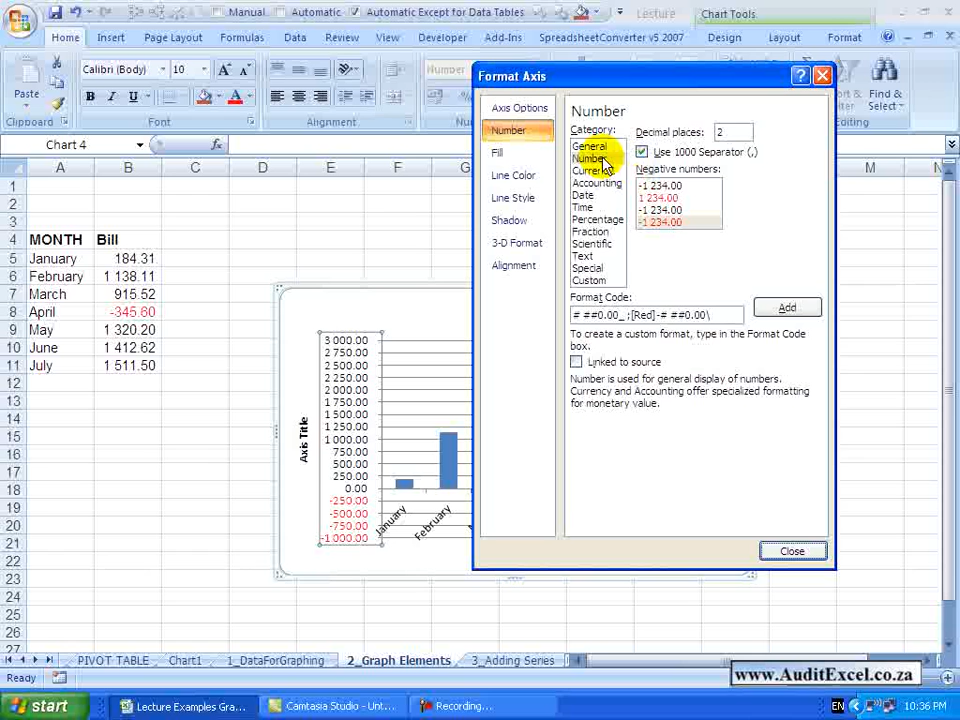 Manual Automatic Automatic Except for Data Tables Lecture Chart Tools
Home Insert Page Layout Formulas Data Review View Developer Add-Ins SpreadsheetConverter v5 2007 Design Layout Format
Paste Calibri (Body) 10 A A Number Find &
B I U A Select
Clipboard Font Alignment Editing
Chart 4 fx
A B C D E F G M
1
2
3
4 MONTH Bill
5 January 184.31
6 February 1 138.11
7 March 915.52
8 April -345.60
9 May 1 320.20
10 June 1 412.62
11 July 1 511.50
12
13
14
15
16
17
18
19
20
21
22
23
24
25
26
27
Axis Title
3 000.00
2 750.00
2 500.00
2 250.00
2 000.00
1 750.00
1 500.00
1 250.00
1 000.00
750.00
500.00
250.00
0.00
-250.00
-500.00
-750.00
-1 000.00
January
February
Format Axis
Axis Options
Number
Fill
Line Color
Line Style
Shadow
3-D Format
Alignment
Number
Category:
General
Number
Currency
Accounting
Date
Time
Percentage
Fraction
Scientific
Text
Special
Custom
Decimal places: 2
Use 1000 Separator (,)
Negative numbers:
-1 234.00
1 234.00
-1 234.00
-1 234.00
Format Code:
# ##0.00_ ;[Red]-# ##0.00\
Add
To create a custom format, type in the Format Code
box.
Linked to source
Number is used for general display of numbers.
Currency and Accounting offer specialized formatting
for monetary value.
Close
PIVOT TABLE Chart1 1_DataForGraphing 2_Graph Elements 3_Adding Series
Ready
www.AuditExcel.co.za
start Lecture Examples Gra... Camtasia Studio - Unt... Recording... EN 10:36 PM